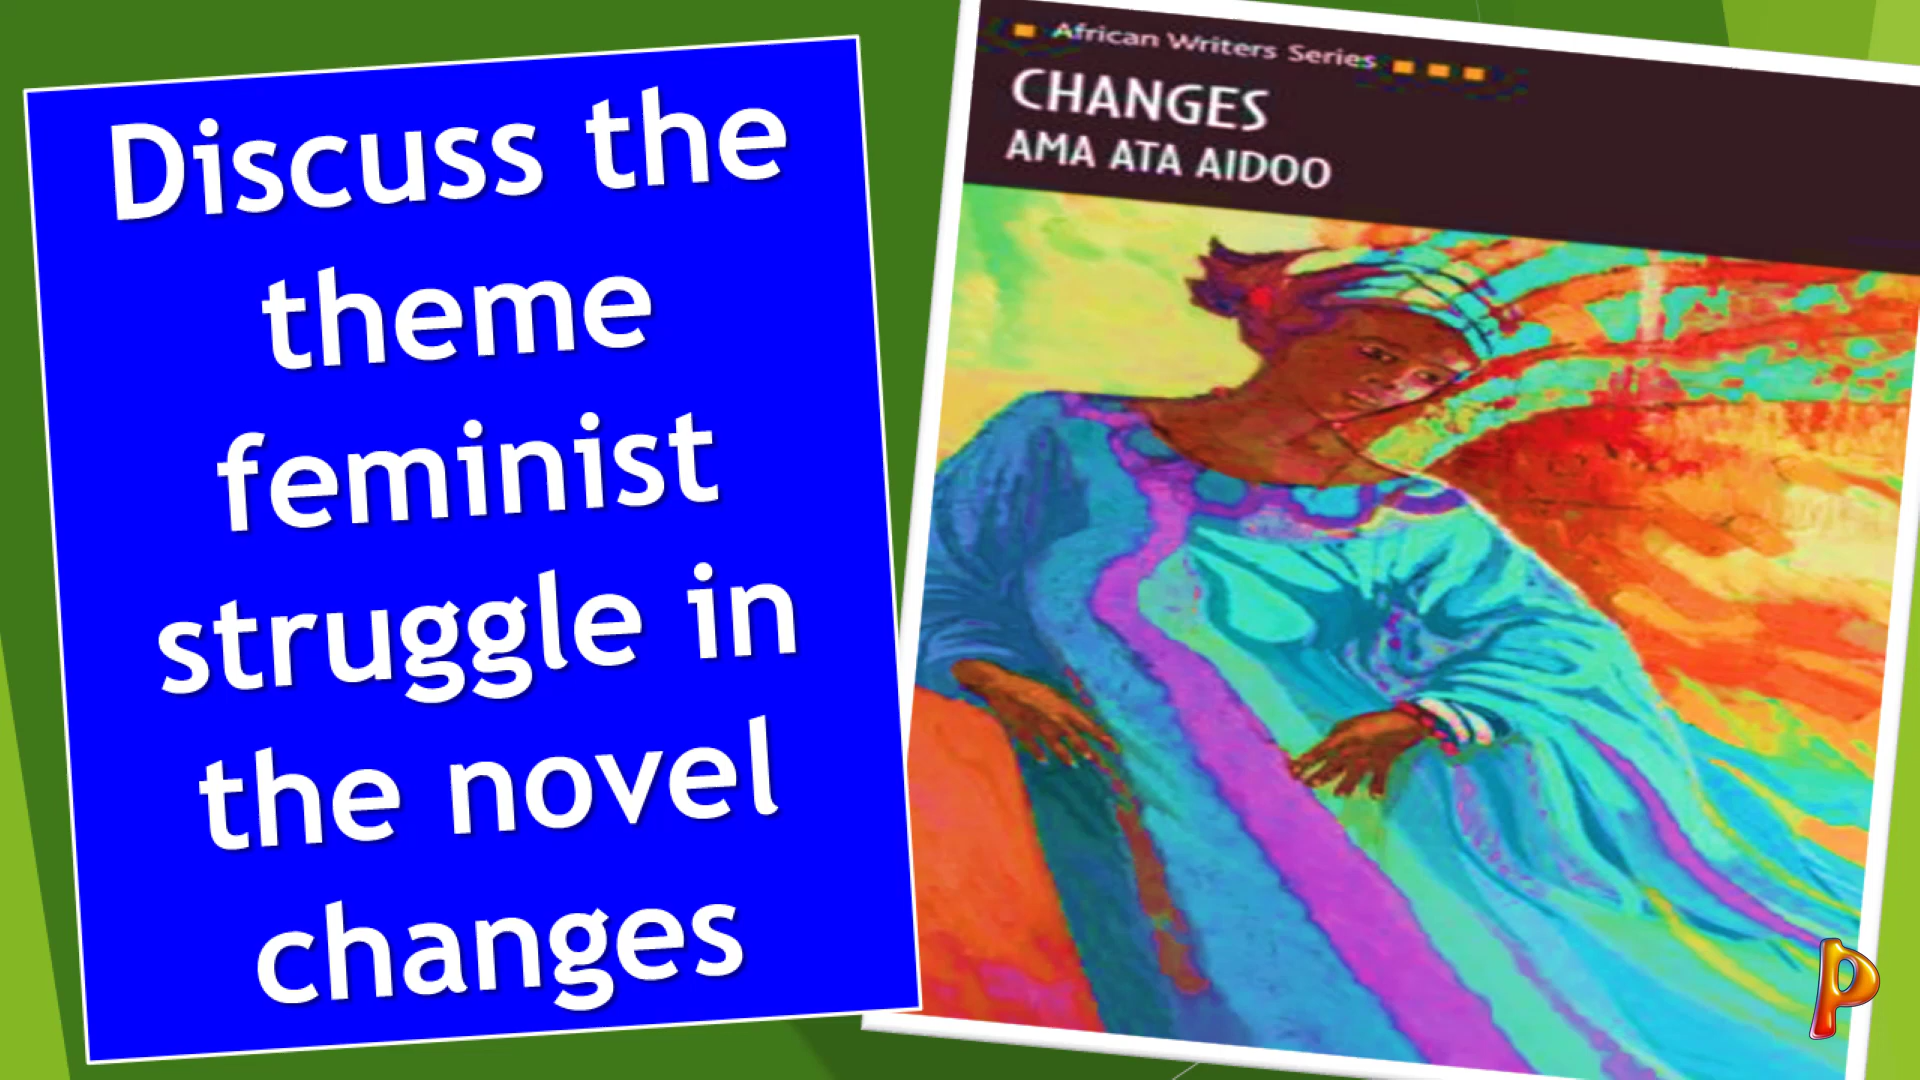 Discuss the
theme
feminist
struggle in
the novel
changes
African Writers Series
CHANGES
AMA ATA AIDOO
P